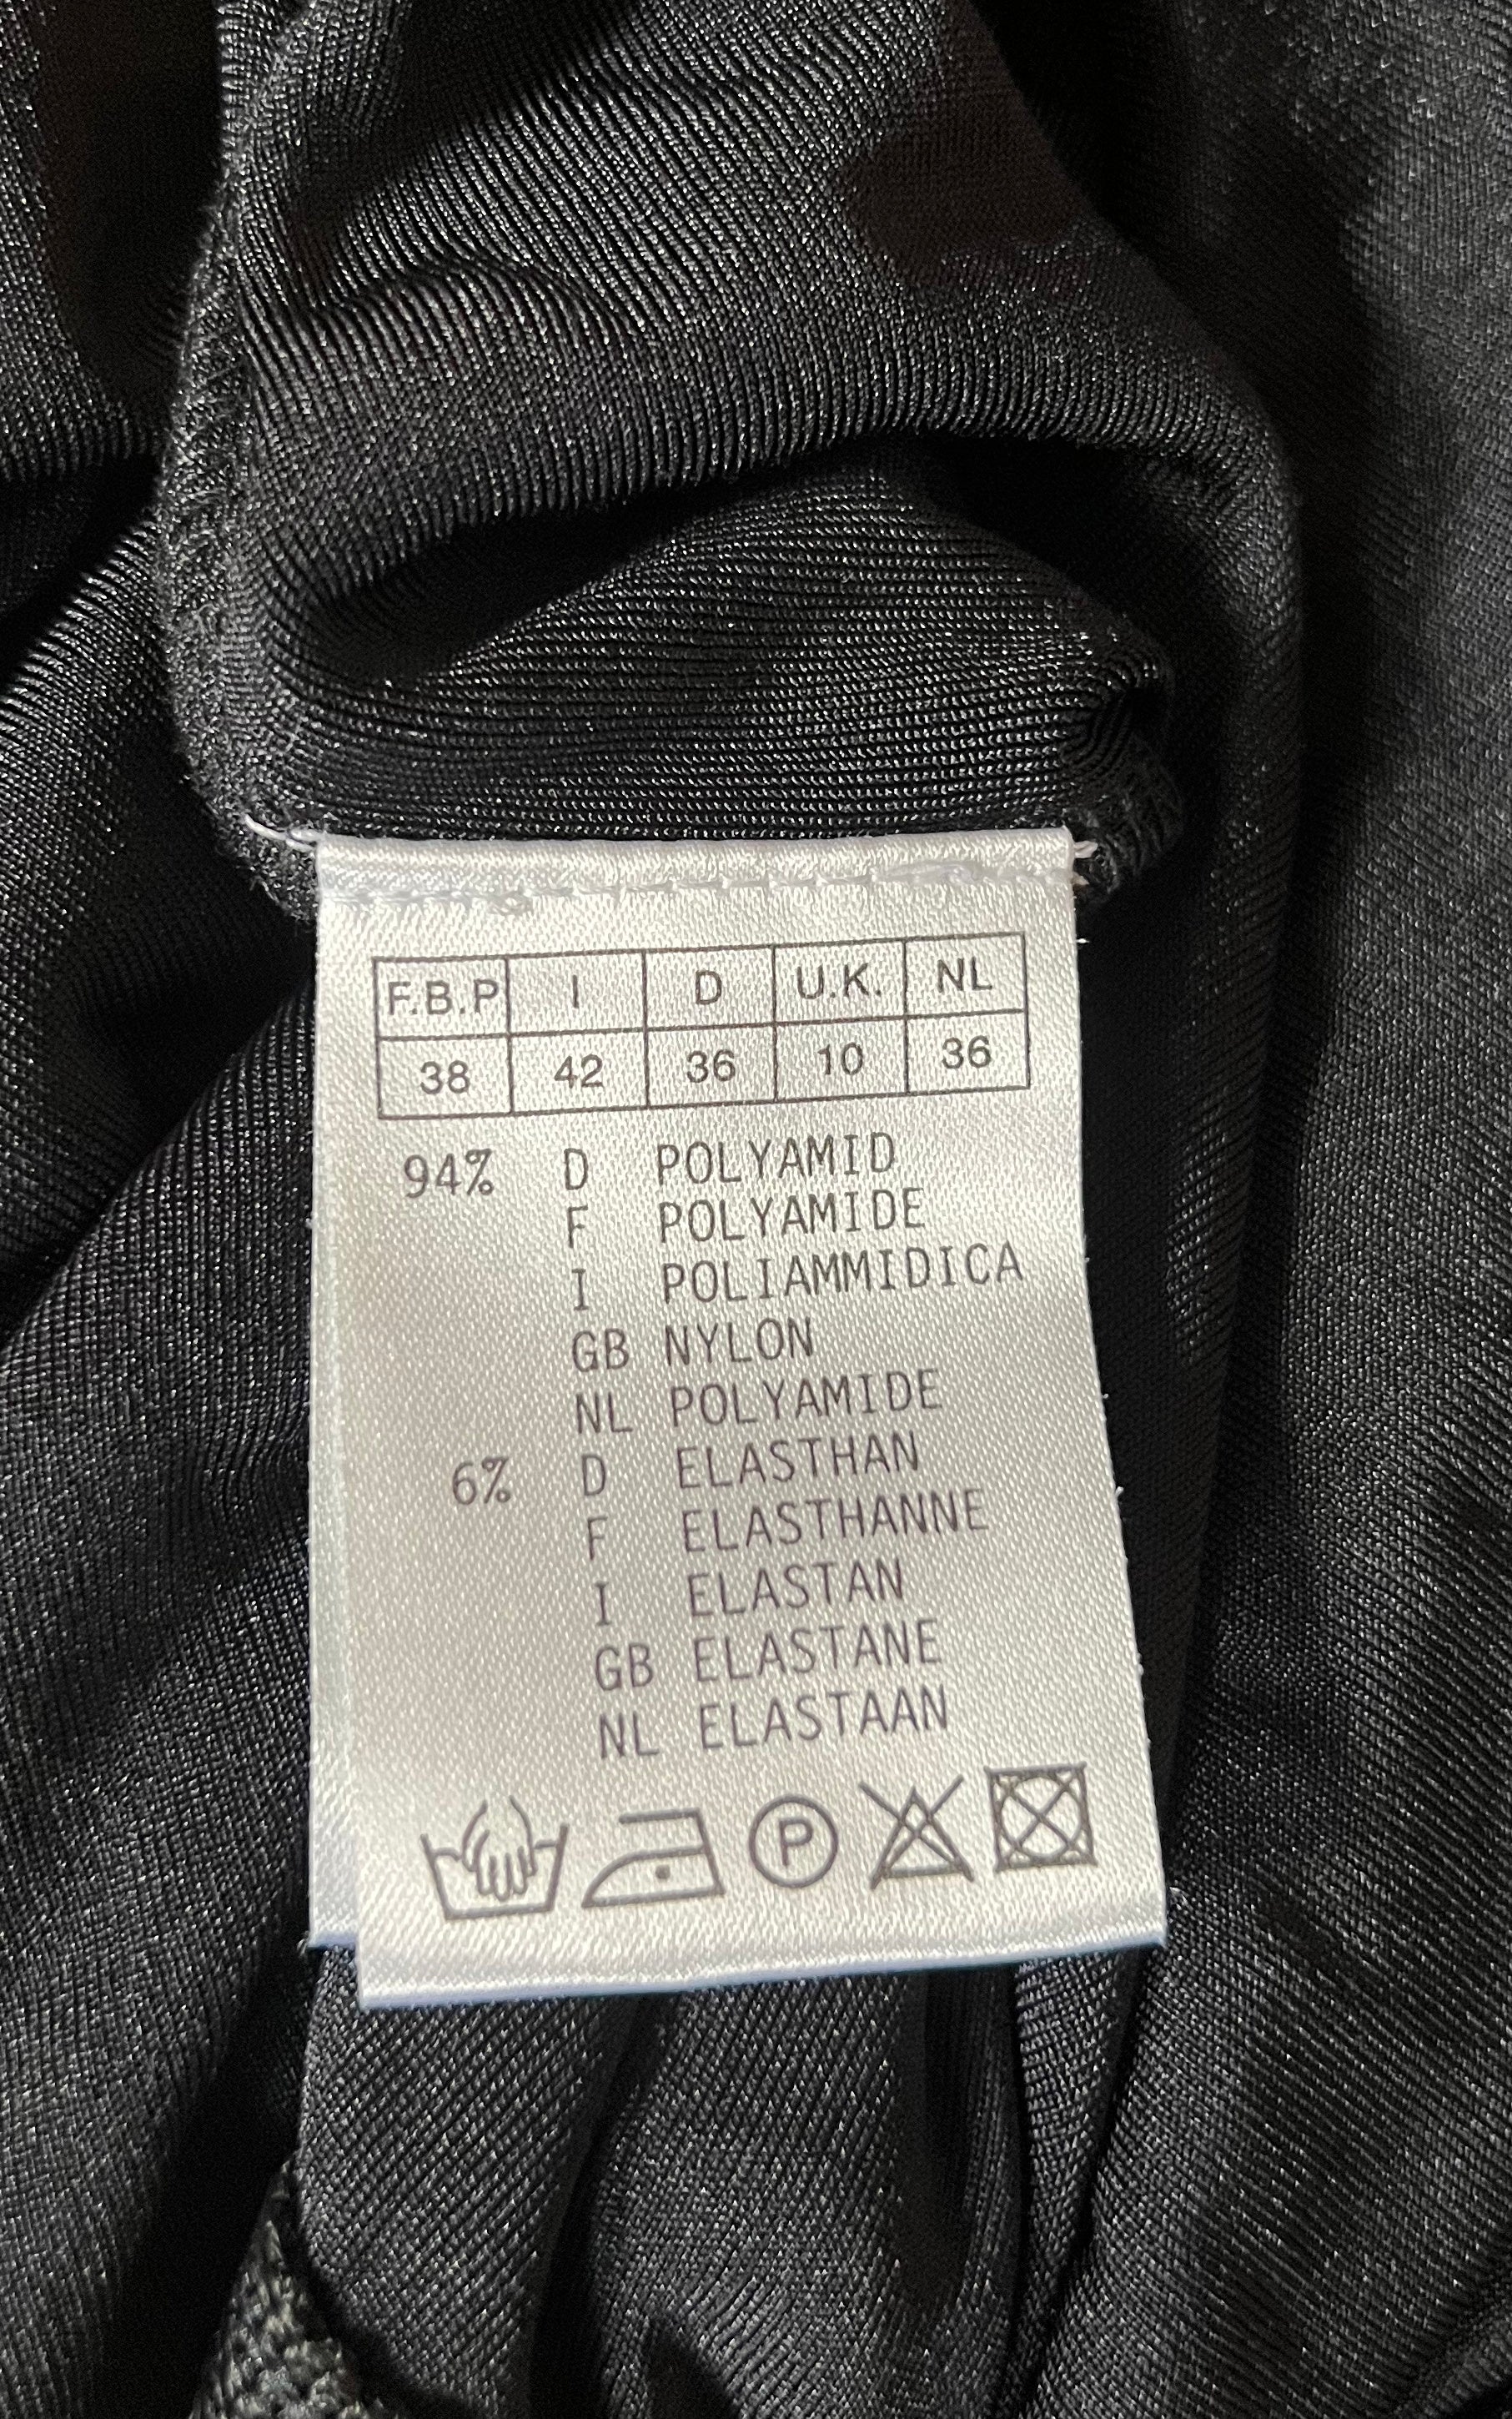 F.B.P I D U.K. NL
38 42 36 10 36
94% D POLYAMID
F POLYAMIDE
I POLIAMMIDICA
GB NYLON
NL POLYAMIDE
6% D ELASTHAN
F ELASTHANNE
I ELASTAN
GB ELASTANE
NL ELASTAAN
P